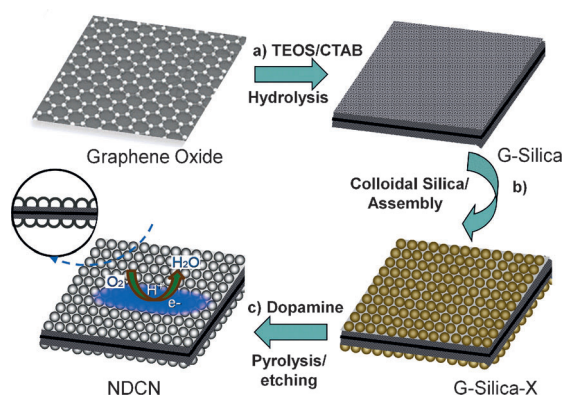 a) TEOS/CTAB
Hydrolysis
Graphene Oxide
G-Silica
Colloidal Silica/
Assembly
b)
O2
H+
H2O
e-
c) Dopamine
Pyrolysis/
etching
NDCN
G-Silica-X